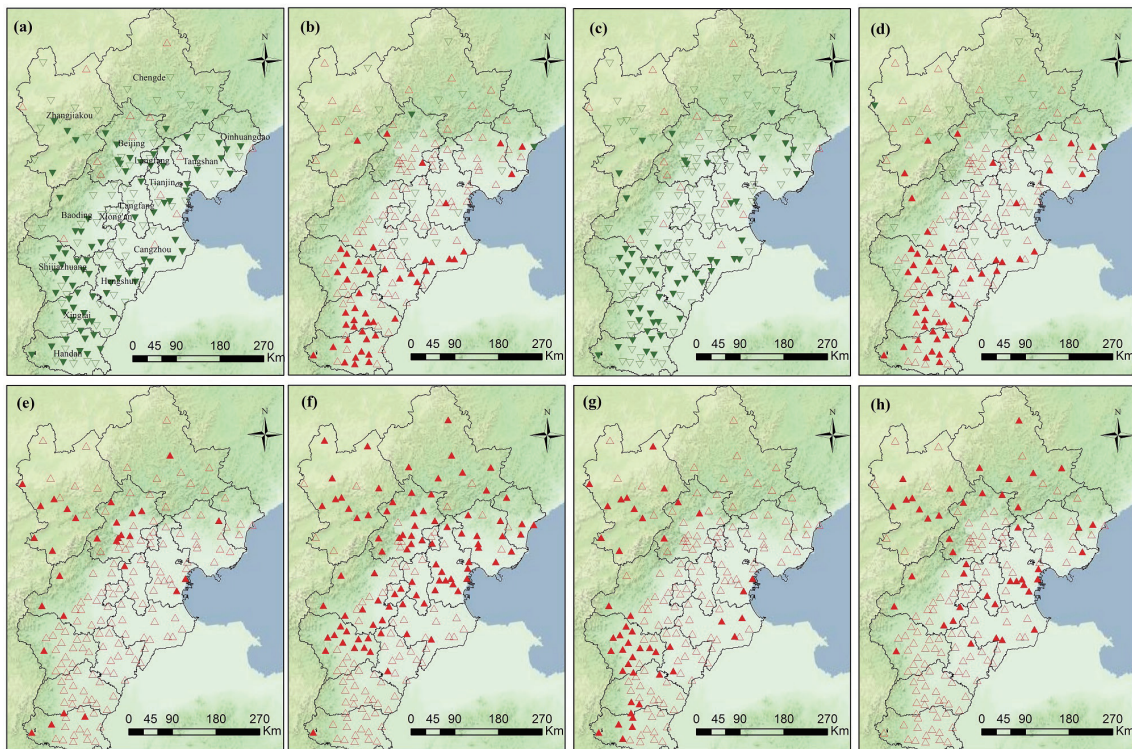 (a)
N
Chengde
Zhangjiakou
Qinhuangdao
Beijing
Langfang
Tangshan
Tianjin
Langfang
Baoding
Xiong'an
Cangzhou
Shijiazhuang
Hengshui
Xingtai
Handan
0 45 90 180 270
Km
(b)
N
0 45 90 180 270
Km
(c)
N
0 45 90 180 270
Km
(d)
N
0 45 90 180 270
Km
(e)
N
0 45 90 180 270
Km
(f)
N
0 45 90 180 270
Km
(g)
N
0 45 90 180 270
Km
(h)
N
0 45 90 180 270
Km